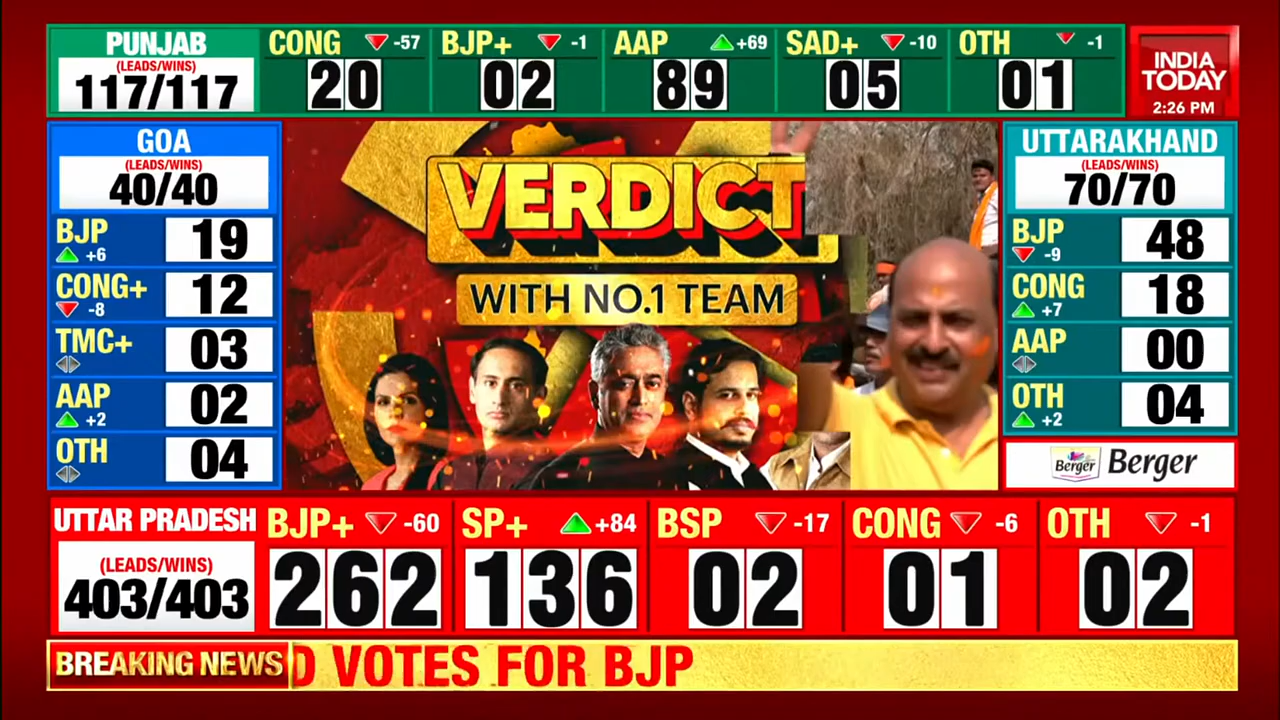 PUNJAB
(LEADS/WINS)
117/117
CONG -57
20
BJP+ -1
02
AAP +69
89
SAD+ -10
05
OTH -1
01
INDIA
TODAY
2:26 PM
GOA
(LEADS/WINS)
40/40
BJP 19
+6
CONG+ 12
-8
TMC+ 03
AAP 02
+2
OTH 04
VERDICT
WITH NO.1 TEAM
UTTARAKHAND
(LEADS/WINS)
70/70
BJP 48
-9
CONG 18
+7
AAP 00
OTH 04
+2
Berger Berger
UTTAR PRADESH
(LEADS/WINS)
403/403
BJP+ -60
262
SP+ +84
136
BSP -17
02
CONG -6
01
OTH -1
02
BREAKING NEWS D VOTES FOR BJP